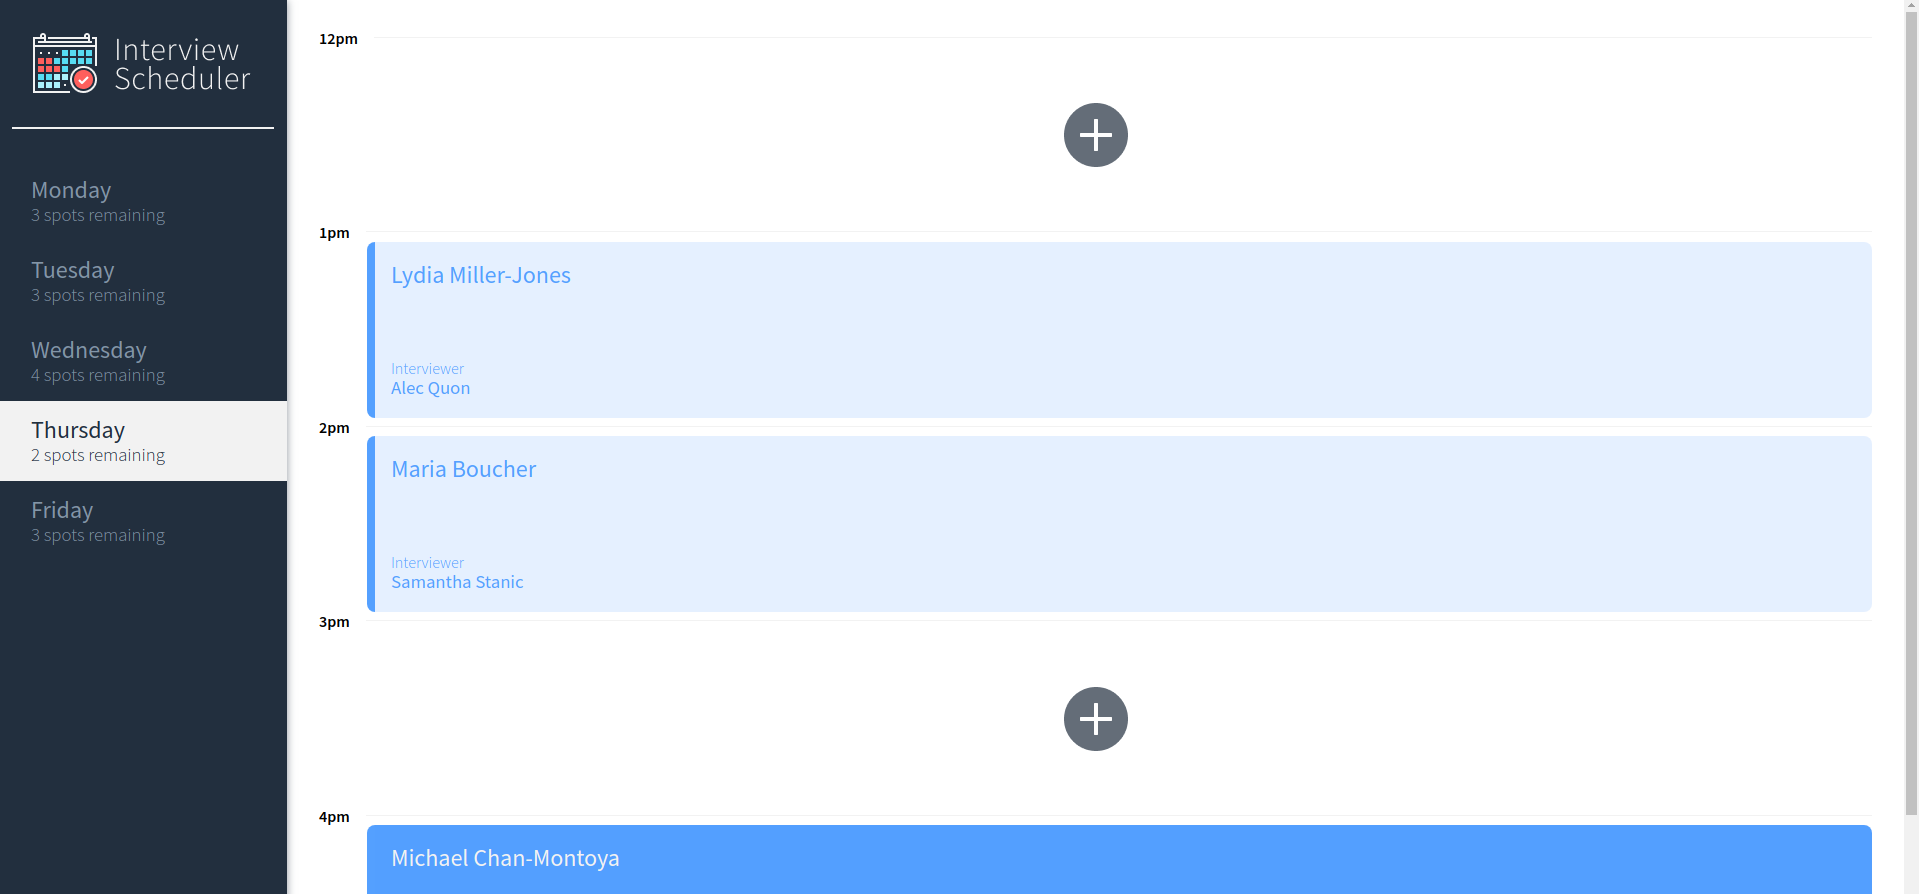 Interview
Scheduler
Monday
3 spots remaining
Tuesday
3 spots remaining
Wednesday
4 spots remaining
Thursday
2 spots remaining
Friday
3 spots remaining
12pm
1pm
Lydia Miller-Jones
Interviewer
Alec Quon
2pm
Maria Boucher
Interviewer
Samantha Stanic
3pm
4pm
Michael Chan-Montoya